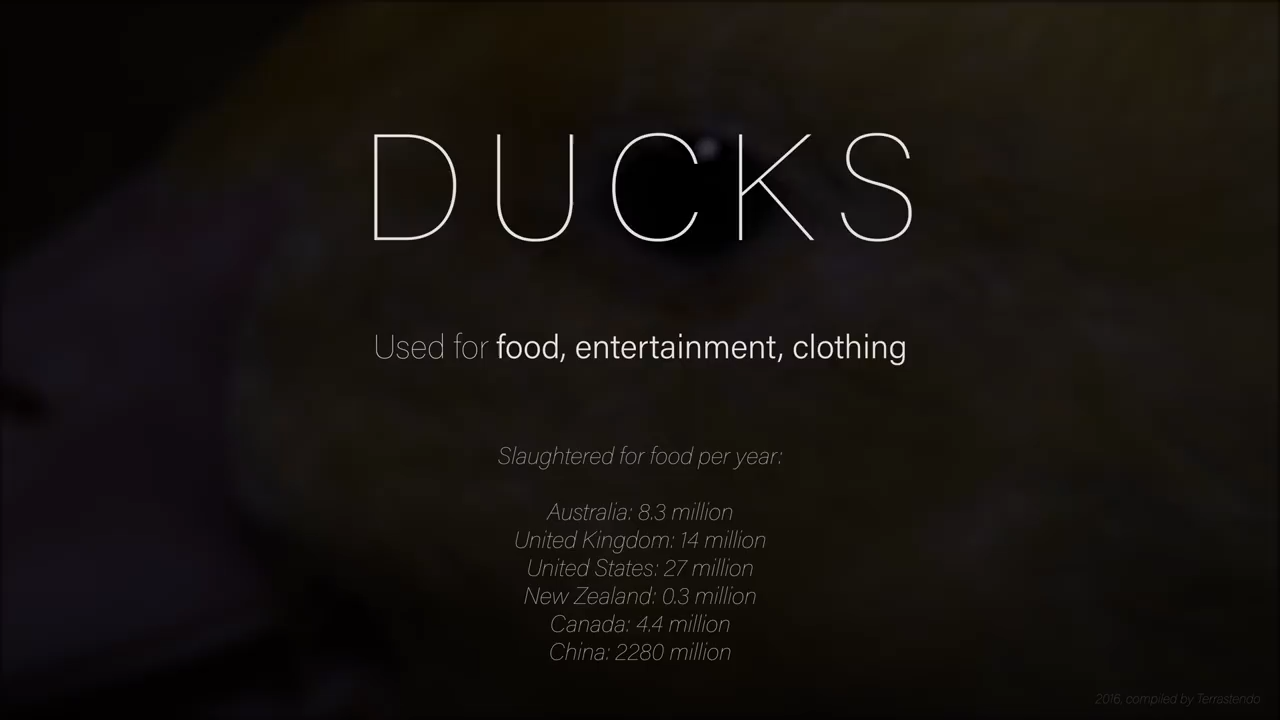 DUCKS
Used for food, entertainment, clothing
Slaughtered for food per year:
Australia: 8.3 million
United Kingdom: 14 million
United States: 27 million
New Zealand: 0.3 million
Canada: 4.4 million
China: 2280 million
2016, compiled by Terrastendo